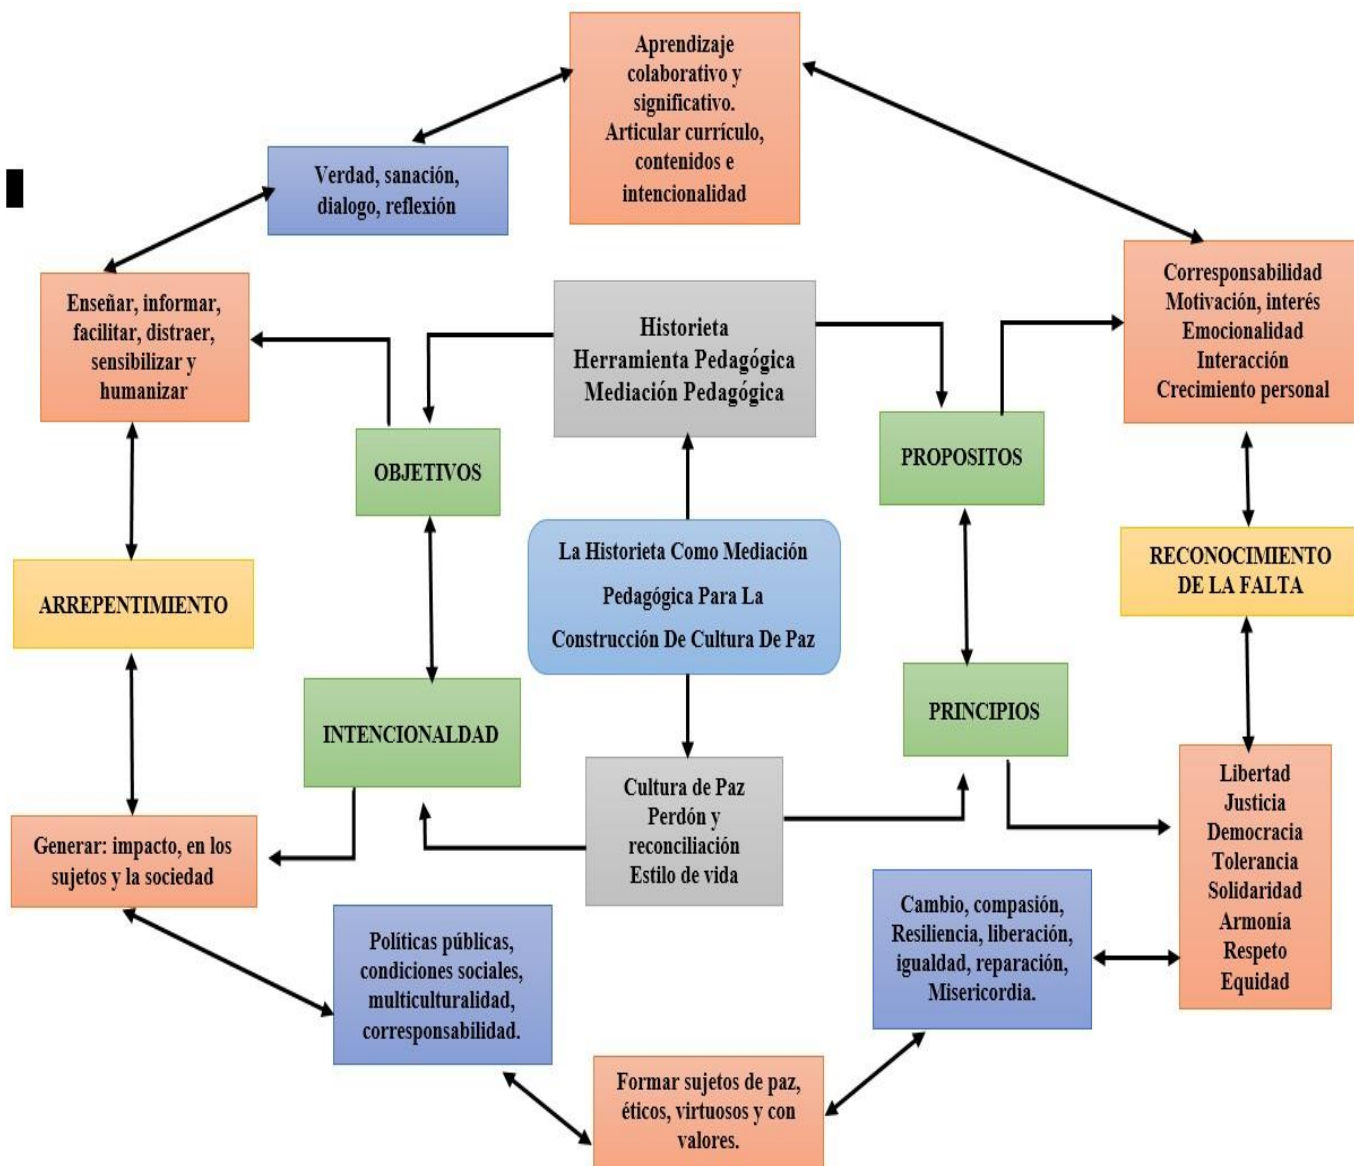 Aprendizaje
colaborativo y
significativo.
Articular currículo,
contenidos e
intencionalidad
Verdad, sanación,
dialogo, reflexión
Enseñar, informar,
facilitar, distraer,
sensibilizar y
humanizar
Historieta
Herramienta Pedagógica
Mediación Pedagógica
Corresponsabilidad
Motivación, interés
Emocionalidad
Interacción
Crecimiento personal
OBJETIVOS
PROPOSITOS
La Historieta Como Mediación
Pedagógica Para La
Construcción De Cultura De Paz
ARREPENTIMIENTO
RECONOCIMIENTO
DE LA FALTA
INTENCIONALDAD
PRINCIPIOS
Cultura de Paz
Perdón y
reconciliación
Estilo de vida
Generar: impacto, en los
sujetos y la sociedad
Libertad
Justicia
Democracia
Tolerancia
Solidaridad
Armonía
Respeto
Equidad
Políticas públicas,
condiciones sociales,
multiculturalidad,
corresponsabilidad.
Cambio, compasión,
Resiliencia, liberación,
igualdad, reparación,
Misericordia.
Formar sujetos de paz,
éticos, virtuosos y con
valores.